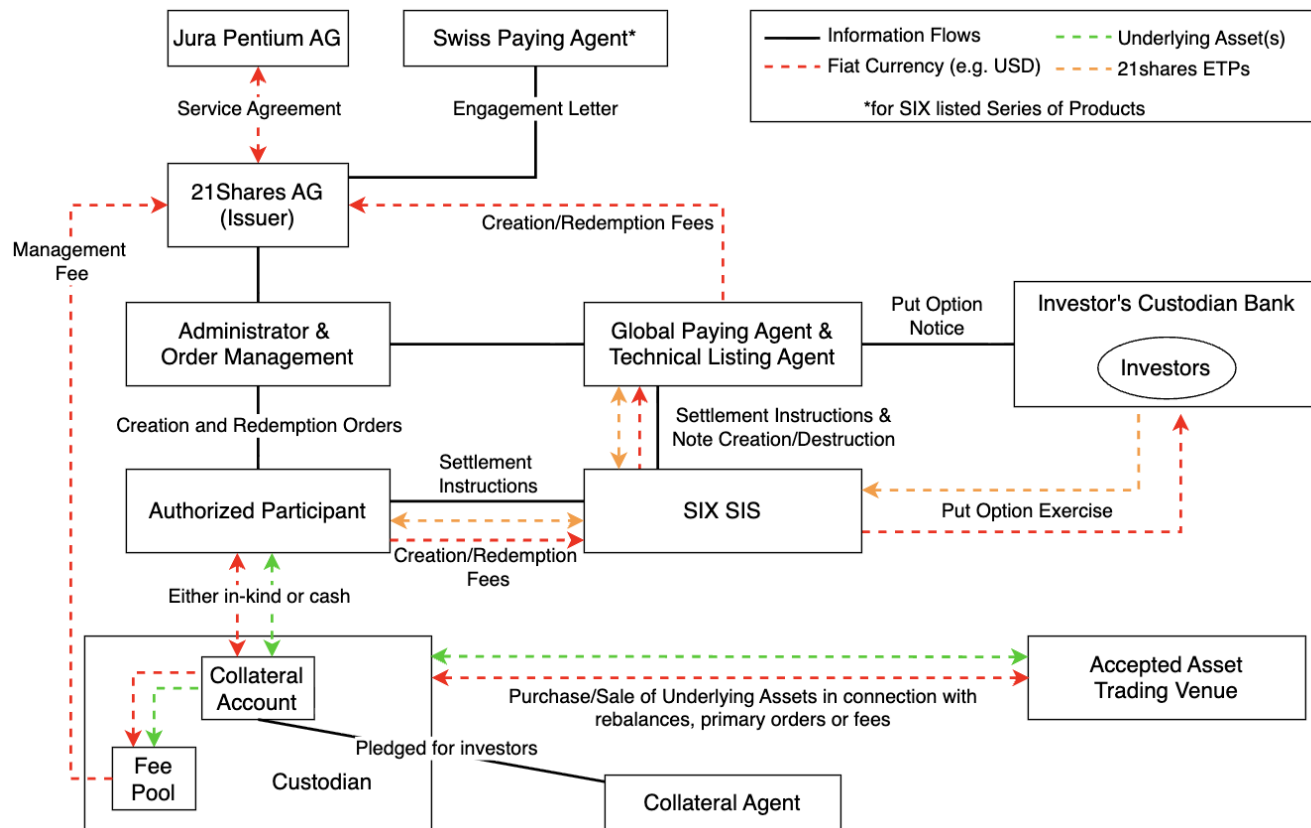 Jura Pentium AG
Swiss Paying Agent*
Information Flows
Underlying Asset(s)
Fiat Currency (e.g. USD)
21shares ETPs
*for SIX listed Series of Products
Service Agreement
Engagement Letter
21Shares AG
(Issuer)
Creation/Redemption Fees
Management
Fee
Administrator &
Order Management
Global Paying Agent &
Technical Listing Agent
Put Option
Notice
Investor's Custodian Bank
Investors
Creation and Redemption Orders
Settlement Instructions &
Note Creation/Destruction
Authorized Participant
Settlement
Instructions
SIX SIS
Put Option Exercise
Creation/Redemption
Fees
Either in-kind or cash
Collateral
Account
Accepted Asset
Trading Venue
Purchase/Sale of Underlying Assets in connection with
rebalances, primary orders or fees
Pledged for investors
Fee
Pool
Custodian
Collateral Agent